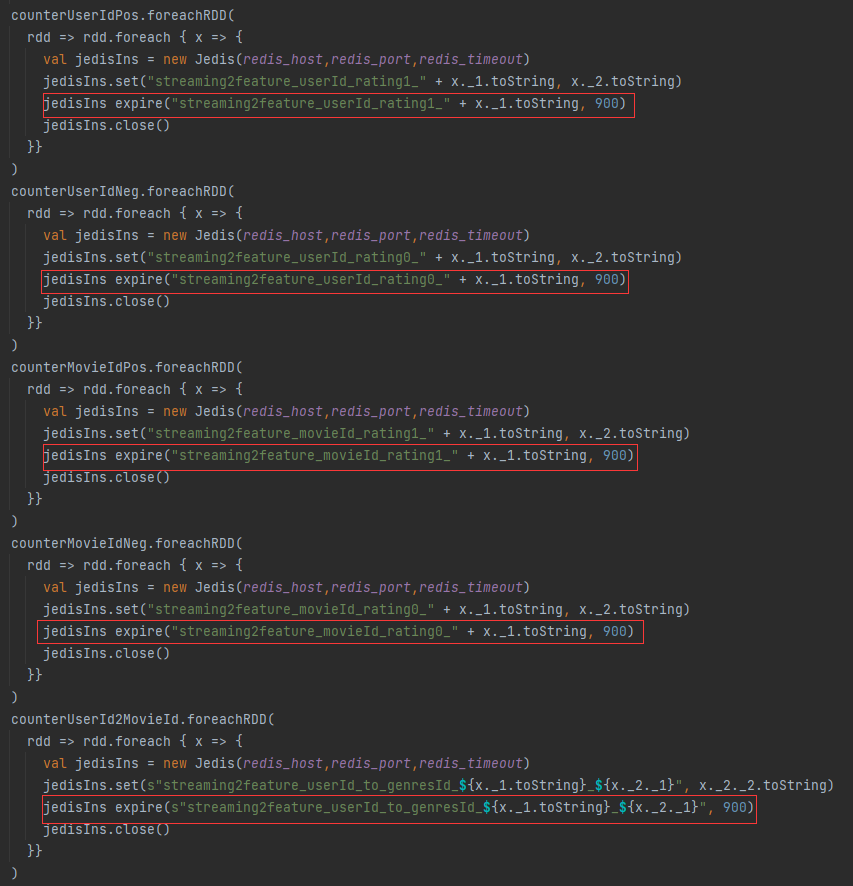 counterUserIdPos.foreachRDD(
  rdd => rdd.foreach { x => {
    val jedisIns = new Jedis(redis_host,redis_port,redis_timeout)
    jedisIns.set("streaming2feature_userId_rating1_" + x._1.toString, x._2.toString)
    jedisIns expire("streaming2feature_userId_rating1_" + x._1.toString, 900)
    jedisIns.close()
  }}
)
counterUserIdNeg.foreachRDD(
  rdd => rdd.foreach { x => {
    val jedisIns = new Jedis(redis_host,redis_port,redis_timeout)
    jedisIns.set("streaming2feature_userId_rating0_" + x._1.toString, x._2.toString)
    jedisIns expire("streaming2feature_userId_rating0_" + x._1.toString, 900)
    jedisIns.close()
  }}
)
counterMovieIdPos.foreachRDD(
  rdd => rdd.foreach { x => {
    val jedisIns = new Jedis(redis_host,redis_port,redis_timeout)
    jedisIns.set("streaming2feature_movieId_rating1_" + x._1.toString, x._2.toString)
    jedisIns expire("streaming2feature_movieId_rating1_" + x._1.toString, 900)
    jedisIns.close()
  }}
)
counterMovieIdNeg.foreachRDD(
  rdd => rdd.foreach { x => {
    val jedisIns = new Jedis(redis_host,redis_port,redis_timeout)
    jedisIns.set("streaming2feature_movieId_rating0_" + x._1.toString, x._2.toString)
    jedisIns expire("streaming2feature_movieId_rating0_" + x._1.toString, 900)
    jedisIns.close()
  }}
)
counterUserId2MovieId.foreachRDD(
  rdd => rdd.foreach { x => {
    val jedisIns = new Jedis(redis_host,redis_port,redis_timeout)
    jedisIns.set(s"streaming2feature_userId_to_genresId_${x._1.toString}_${x._2._1}", x._2._2.toString)
    jedisIns expire(s"streaming2feature_userId_to_genresId_${x._1.toString}_${x._2._1}", 900)
    jedisIns.close()
  }}
)